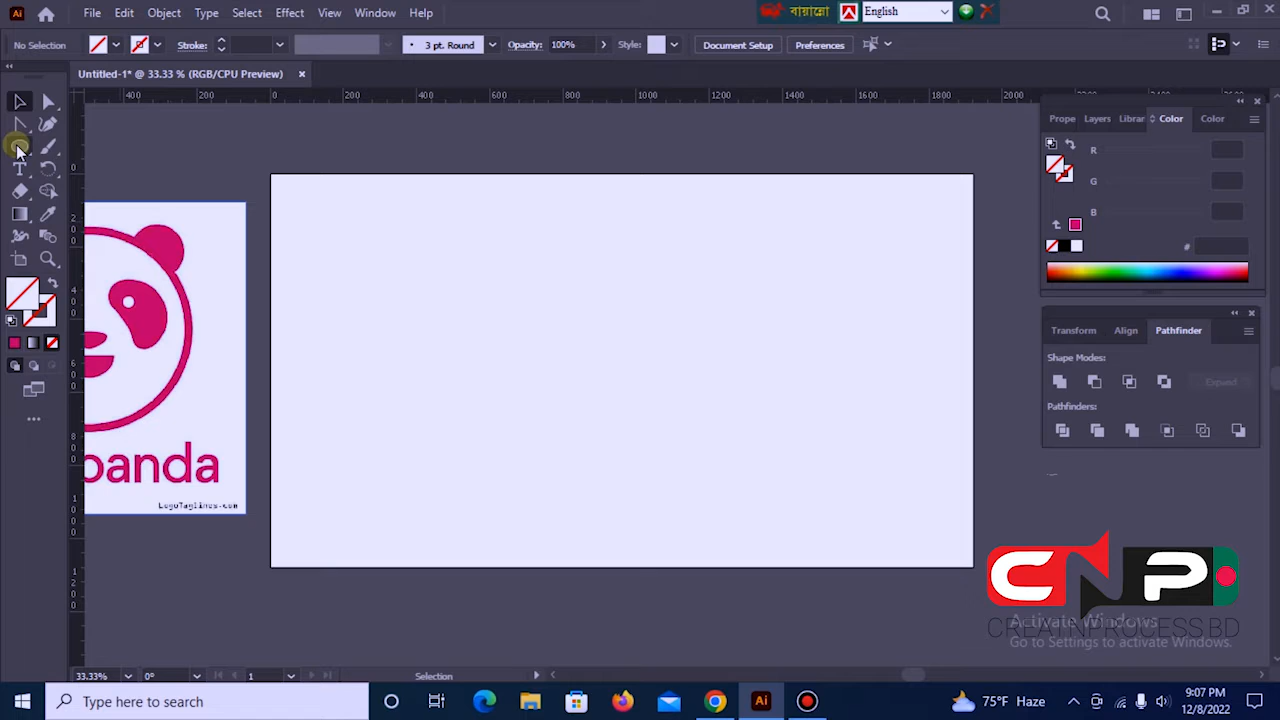 Ai File Edit Object Type Select Effect View Window Help
বায়ান্নো English
No Selection Stroke: 3 pt. Round Opacity: 100% Style: Document Setup Preferences
Untitled-1* @ 33.33 % (RGB/CPU Preview)
400 200 0 200 400 600 800 1000 1200 1400 1600 1800 2000
Prope Layers Librar Color Color
R
G
B
#
Transform Align Pathfinder
Shape Modes:
Expand
Pathfinders:
panda
LogoTaglines.com
CNP
CREATIN PROCESS BD
Activate Windows
Go to Settings to activate Windows.
33.33% 0° 1 Selection
Type here to search
Ai
75°F Haze
9:07 PM
12/8/2022